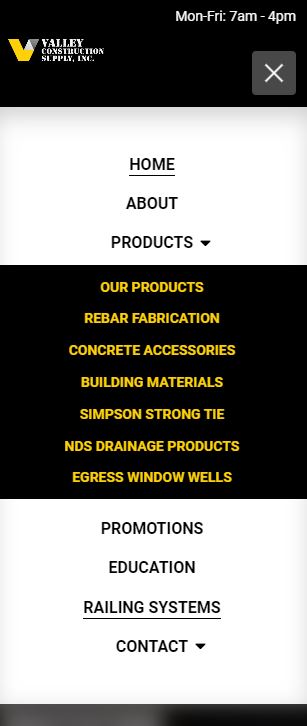 Mon-Fri: 7am - 4pm
VALLEY
CONSTRUCTION
SUPPLY, INC.
HOME
ABOUT
PRODUCTS
OUR PRODUCTS
REBAR FABRICATION
CONCRETE ACCESSORIES
BUILDING MATERIALS
SIMPSON STRONG TIE
NDS DRAINAGE PRODUCTS
EGRESS WINDOW WELLS
PROMOTIONS
EDUCATION
RAILING SYSTEMS
CONTACT